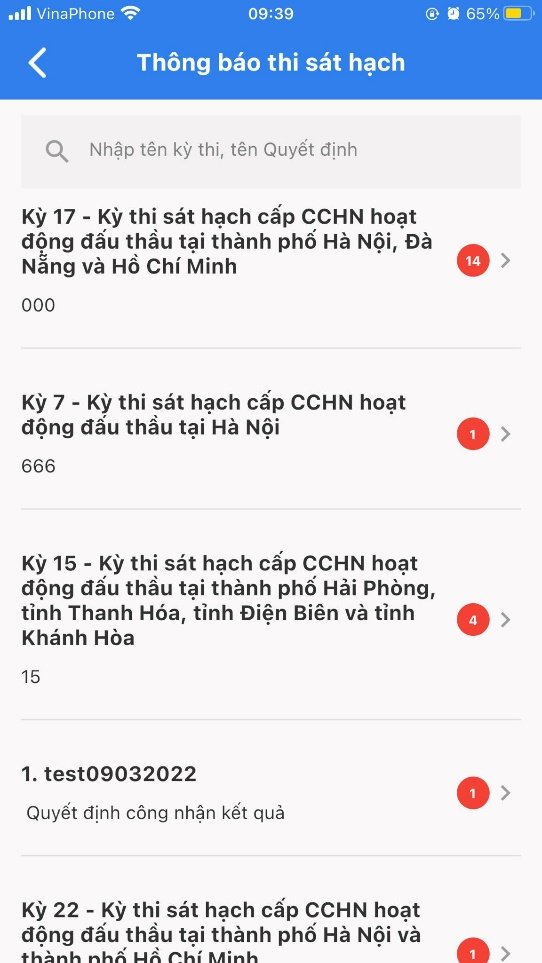 VinaPhone 09:39 65%
Thông báo thi sát hạch
Nhập tên kỳ thi, tên Quyết định
Kỳ 17 - Kỳ thi sát hạch cấp CCHN hoạt
động đấu thầu tại thành phố Hà Nội, Đà
Nẵng và Hồ Chí Minh
14
000
Kỳ 7 - Kỳ thi sát hạch cấp CCHN hoạt
động đấu thầu tại Hà Nội
1
666
Kỳ 15 - Kỳ thi sát hạch cấp CCHN hoạt
động đấu thầu tại thành phố Hải Phòng,
tỉnh Thanh Hóa, tỉnh Điện Biên và tỉnh
Khánh Hòa
4
15
1. test09032022
1
Quyết định công nhận kết quả
Kỳ 22 - Kỳ thi sát hạch cấp CCHN hoạt
động đấu thầu tại thành phố Hà Nội và
thành phố Hồ Chí Minh
1